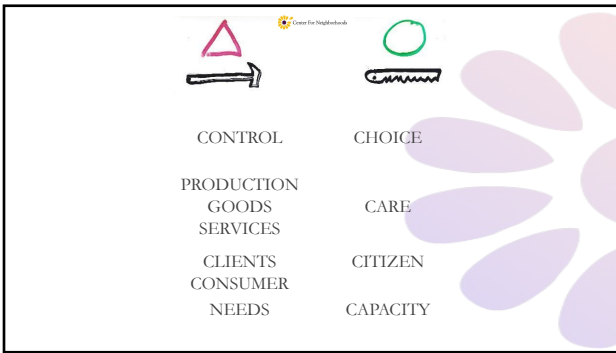 Center For Neighborhoods
CONTROL CHOICE
PRODUCTION
GOODS CARE
SERVICES
CLIENTS CITIZEN
CONSUMER
NEEDS CAPACITY